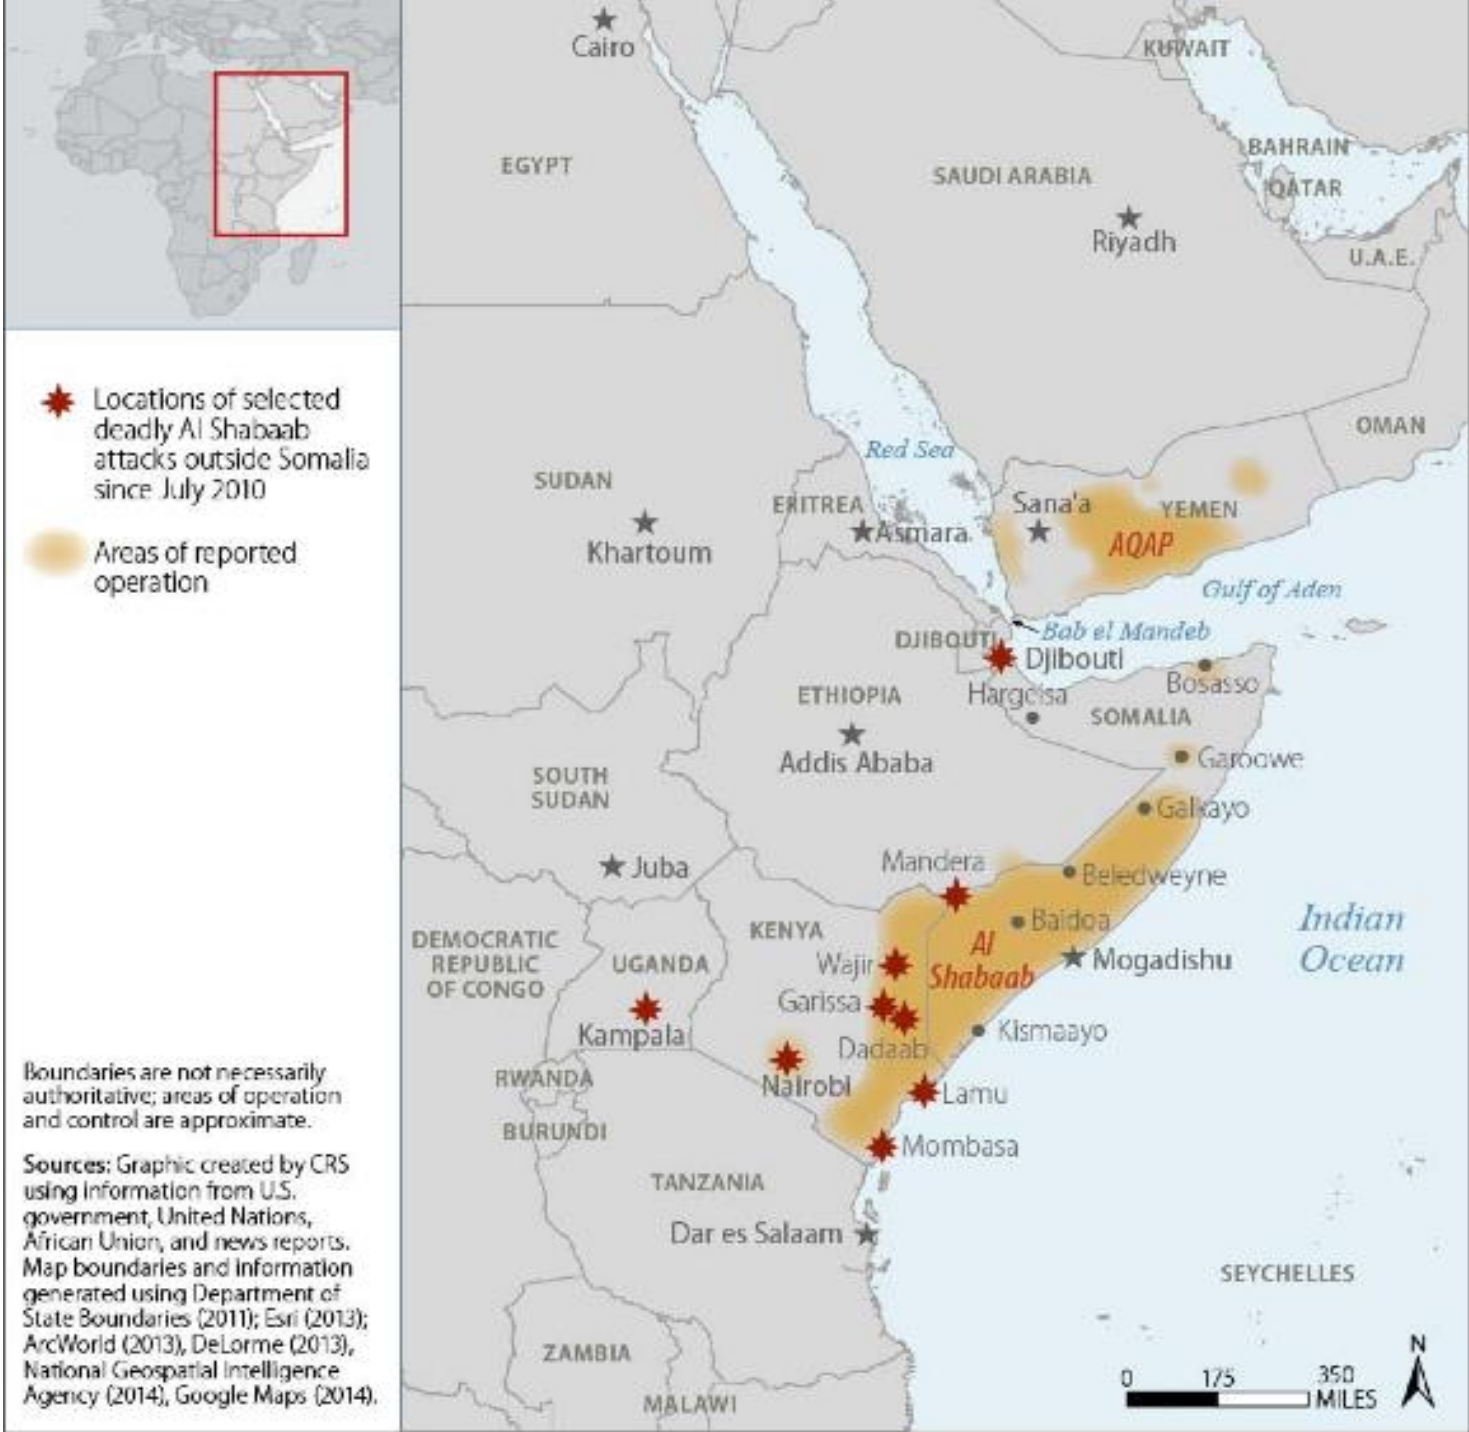 Locations of selected
deadly Al Shabaab
attacks outside Somalia
since July 2010
Areas of reported
operation
Boundaries are not necessarily
authoritative; areas of operation
and control are approximate.
Sources: Graphic created by CRS
using information from U.S.
government, United Nations,
African Union, and news reports.
Map boundaries and information
generated using Department of
State Boundaries (2011); Esri (2013);
ArcWorld (2013), DeLorme (2013),
National Geospatial Intelligence
Agency (2014), Google Maps (2014).
Cairo
KUWAIT
BAHRAIN
EGYPT
SAUDI ARABIA
QATAR
Riyadh
U.A.E.
OMAN
Red Sea
SUDAN
ERITREA
Sana'a
YEMEN
Khartoum
Asmara
AQAP
Gulf of Aden
DJIBOUTI
Bab el Mandeb
Djibouti
ETHIOPIA
Hargeisa
Bosasso
SOMALIA
Addis Ababa
Garoowe
SOUTH
SUDAN
Galkayo
Juba
Mandera
Beledweyne
KENYA
Baidoa
Indian
Ocean
DEMOCRATIC
REPUBLIC
OF CONGO
UGANDA
Wajir
Al
Shabaab
Mogadishu
Garissa
Kampala
Dadaab
Kismaayo
RWANDA
Nairobi
Lamu
BURUNDI
Mombasa
TANZANIA
Dar es Salaam
SEYCHELLES
ZAMBIA
MALAWI
N
0 175 350
MILES